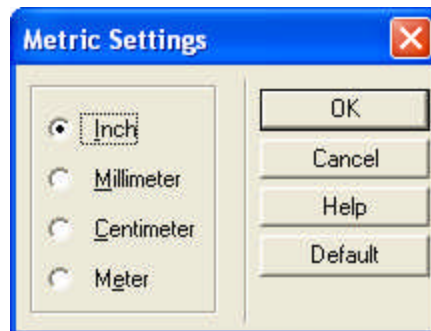 Metric Settings
Inch
Millimeter
Centimeter
Meter
OK
Cancel
Help
Default